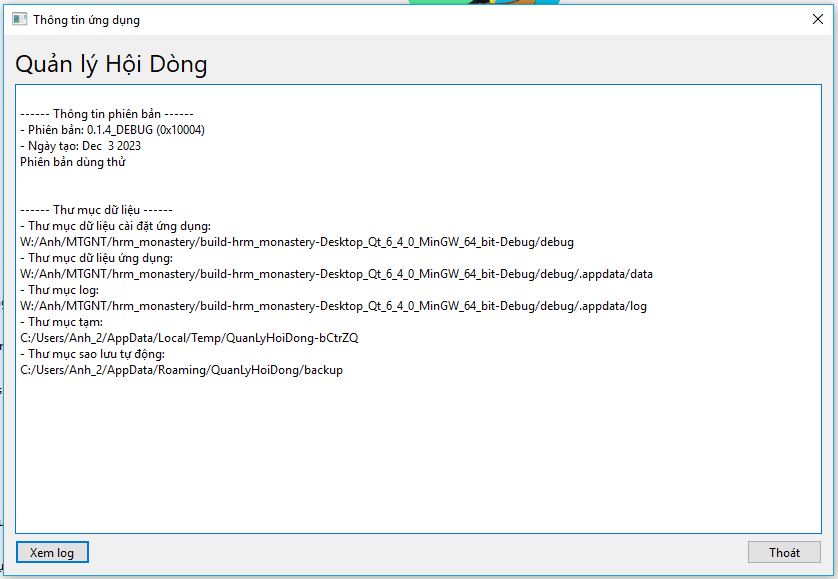 Thông tin ứng dụng
Quản lý Hội Dòng
------ Thông tin phiên bản ------
- Phiên bản: 0.1.4_DEBUG (0x10004)
- Ngày tạo: Dec  3 2023
Phiên bản dùng thử
------ Thư mục dữ liệu ------
- Thư mục dữ liệu cài đặt ứng dụng:
W:/Anh/MTGNT/hrm_monastery/build-hrm_monastery-Desktop_Qt_6_4_0_MinGW_64_bit-Debug/debug
- Thư mục dữ liệu ứng dụng:
W:/Anh/MTGNT/hrm_monastery/build-hrm_monastery-Desktop_Qt_6_4_0_MinGW_64_bit-Debug/debug/.appdata/data
- Thư mục log:
W:/Anh/MTGNT/hrm_monastery/build-hrm_monastery-Desktop_Qt_6_4_0_MinGW_64_bit-Debug/debug/.appdata/log
- Thư mục tạm:
C:/Users/Anh_2/AppData/Local/Temp/QuanLyHoiDong-bCtrZQ
- Thư mục sao lưu tự động:
C:/Users/Anh_2/AppData/Roaming/QuanLyHoiDong/backup
Xem log
Thoát